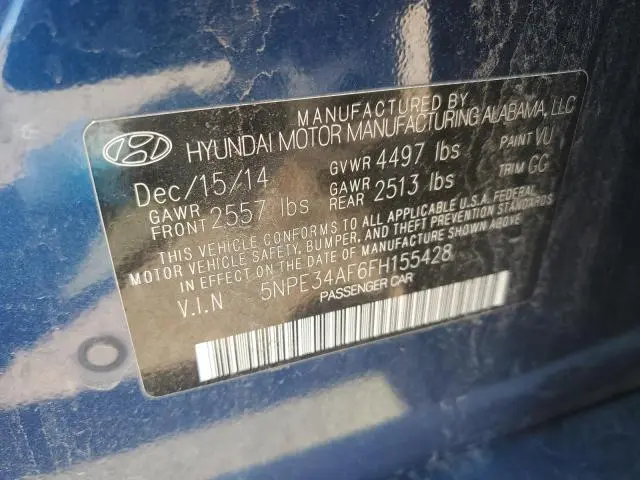 MANUFACTURED BY
HYUNDAI MOTOR MANUFACTURING ALABAMA, LLC
Dec/15/14 GVWR 4497 lbs PAINT VU
GAWR FRONT 2557 lbs GAWR REAR 2513 lbs TRIM GG
THIS VEHICLE CONFORMS TO ALL APPLICABLE U.S.A. FEDERAL
MOTOR VEHICLE SAFETY, BUMPER, AND THEFT PREVENTION STANDARDS
IN EFFECT ON THE DATE OF MANUFACTURE SHOWN ABOVE
V.I.N 5NPE34AF6FH155428
PASSENGER CAR